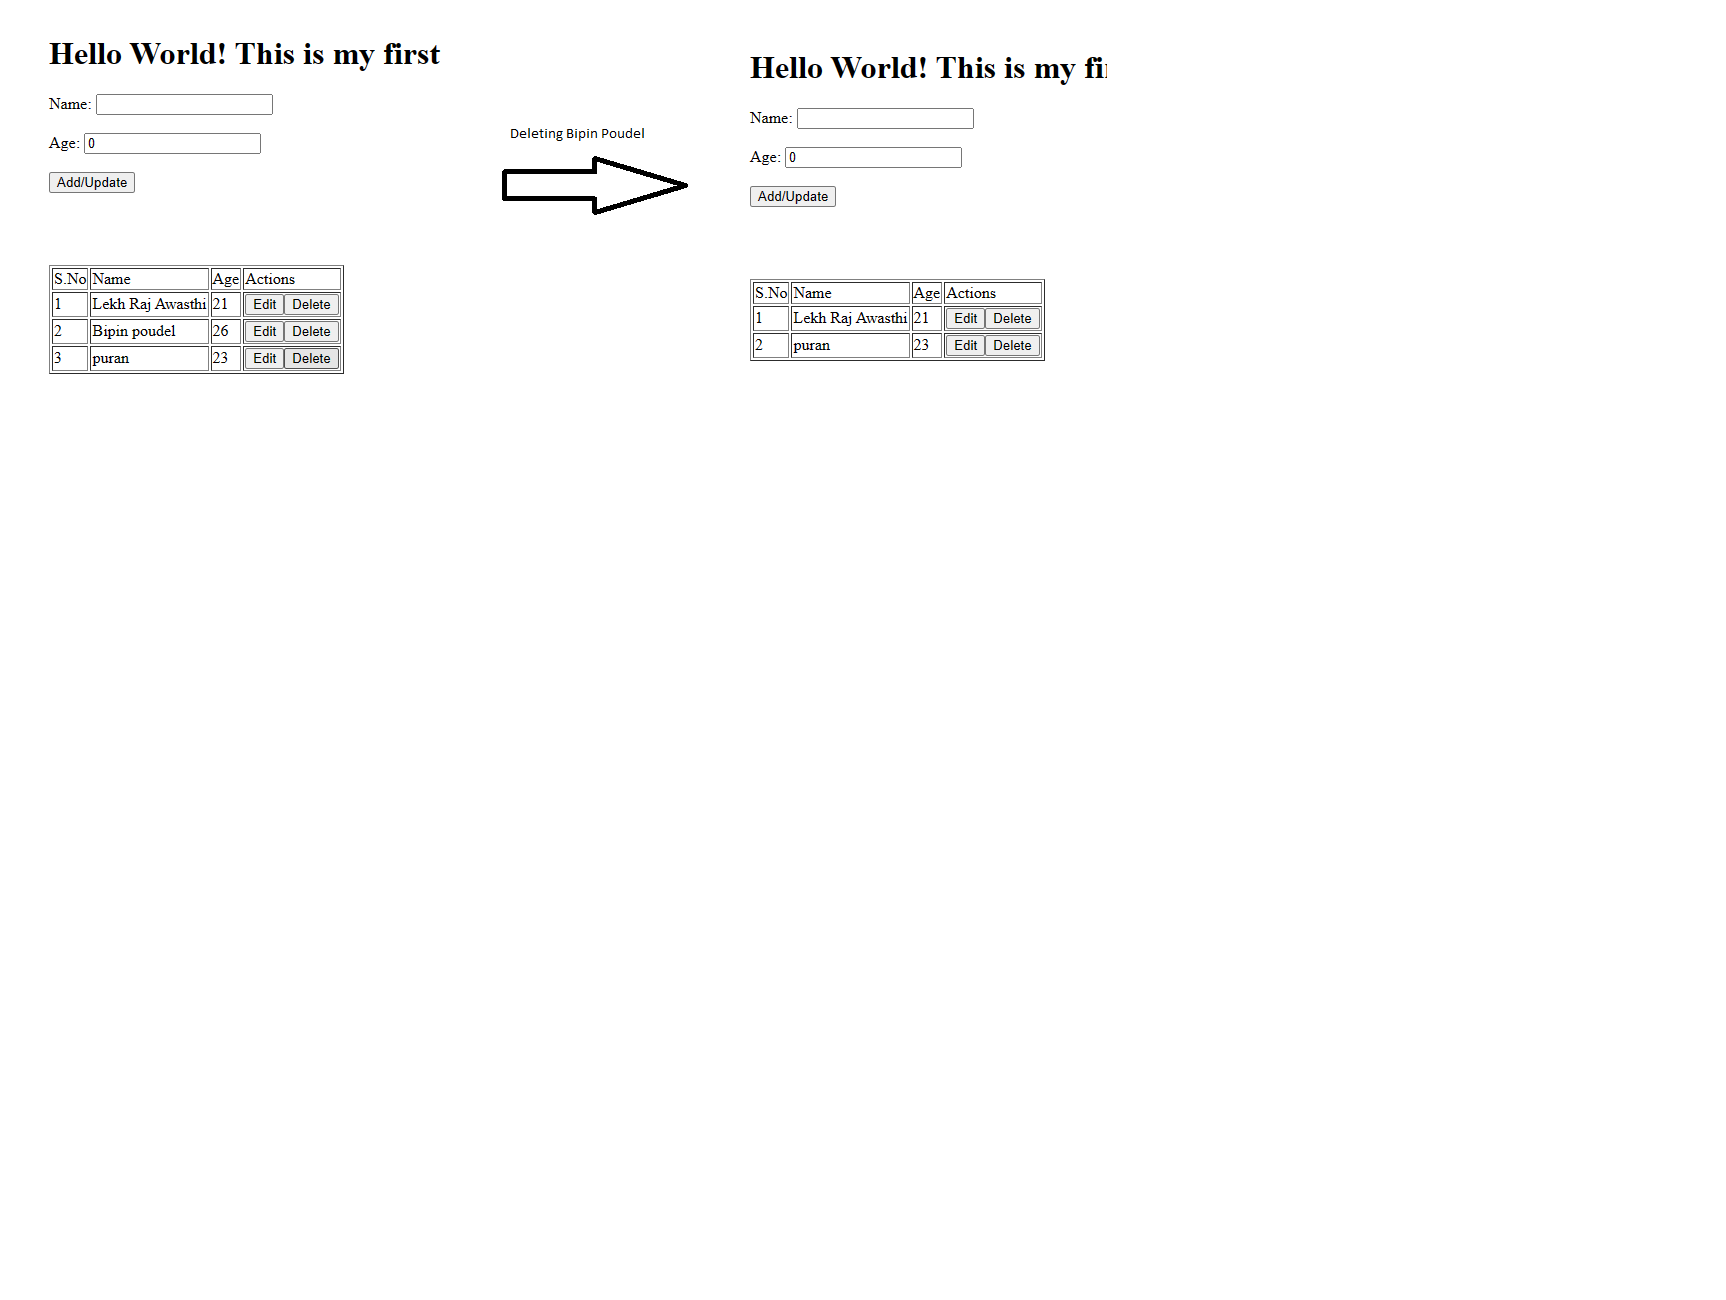 Hello World! This is my first
Name:
Age: 0
Add/Update
S.No Name Age Actions
1 Lekh Raj Awasthi 21 Edit Delete
2 Bipin poudel 26 Edit Delete
3 puran 23 Edit Delete
Deleting Bipin Poudel
Hello World! This is my fi
Name:
Age: 0
Add/Update
S.No Name Age Actions
1 Lekh Raj Awasthi 21 Edit Delete
2 puran 23 Edit Delete